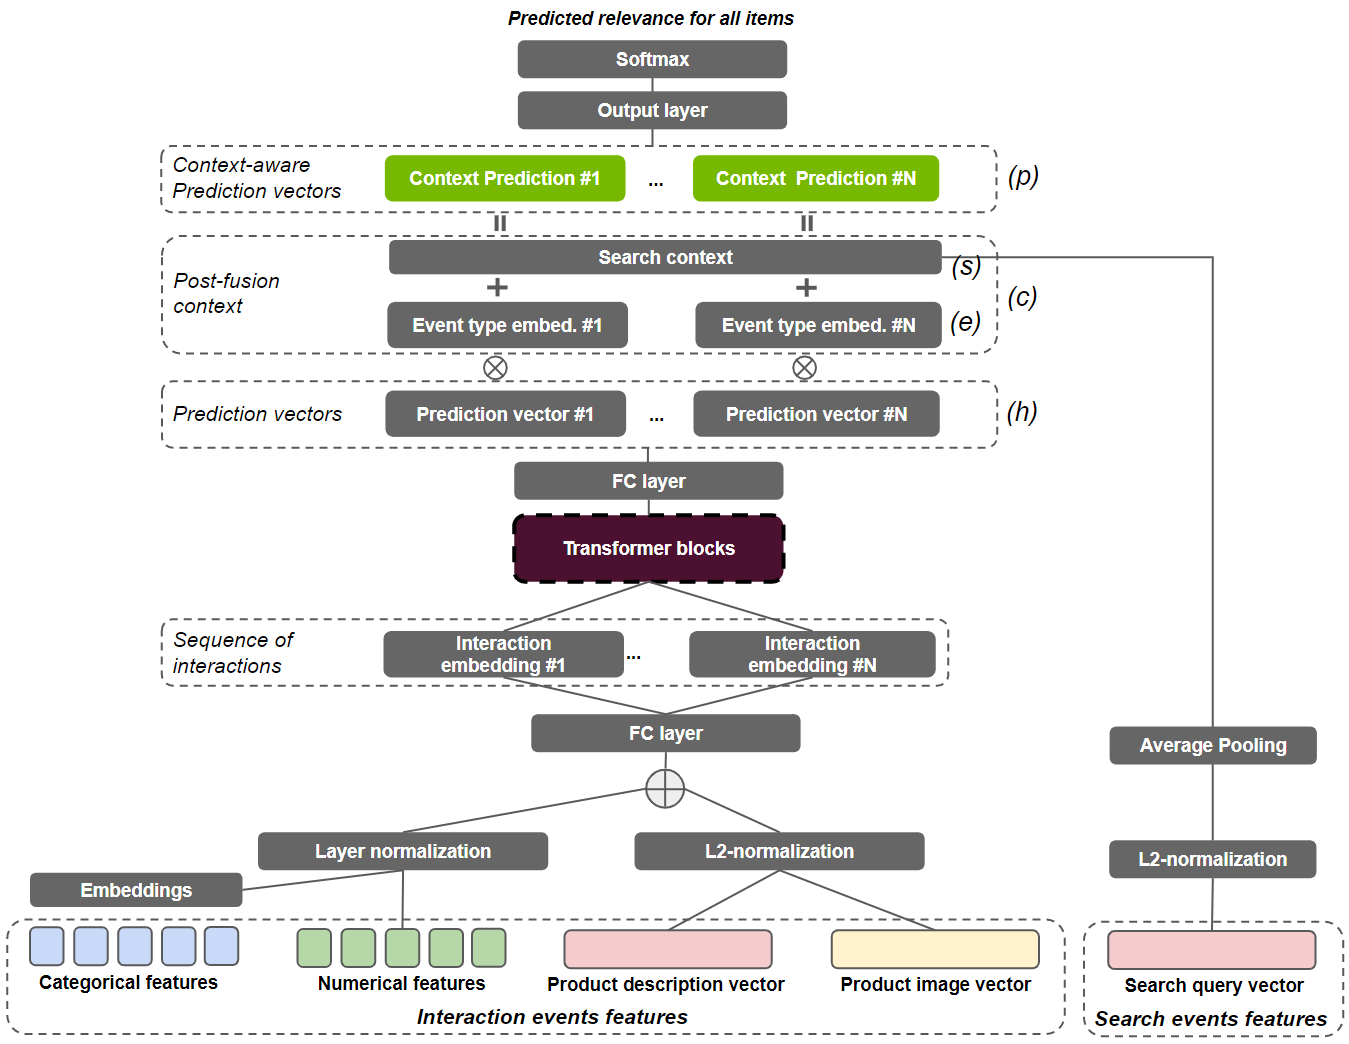 Predicted relevance for all items
Softmax
Output layer
Context-aware
Prediction vectors
Context Prediction #1
...
Context Prediction #N
(p)
=
=
Post-fusion
context
Search context
(s)
+
+
(c)
Event type embed. #1
Event type embed. #N
(e)
Prediction vectors
Prediction vector #1
...
Prediction vector #N
(h)
FC layer
Transformer blocks
Sequence of
interactions
Interaction
embedding #1
...
Interaction
embedding #N
FC layer
Average Pooling
Layer normalization
L2-normalization
L2-normalization
Embeddings
Categorical features
Numerical features
Product description vector
Product image vector
Search query vector
Interaction events features
Search events features